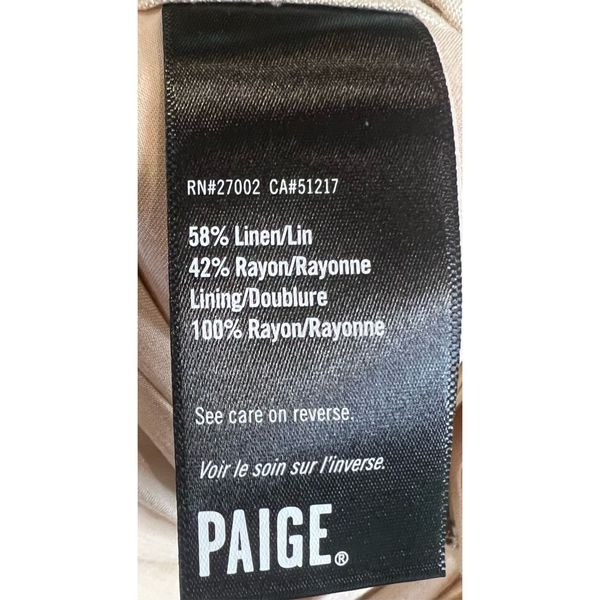 RN#27002 CA#51217
58% Linen/Lin
42% Rayon/Rayonne
Lining/Doublure
100% Rayon/Rayonne
See care on reverse.
Voir le soin sur l'inverse.
PAIGE®